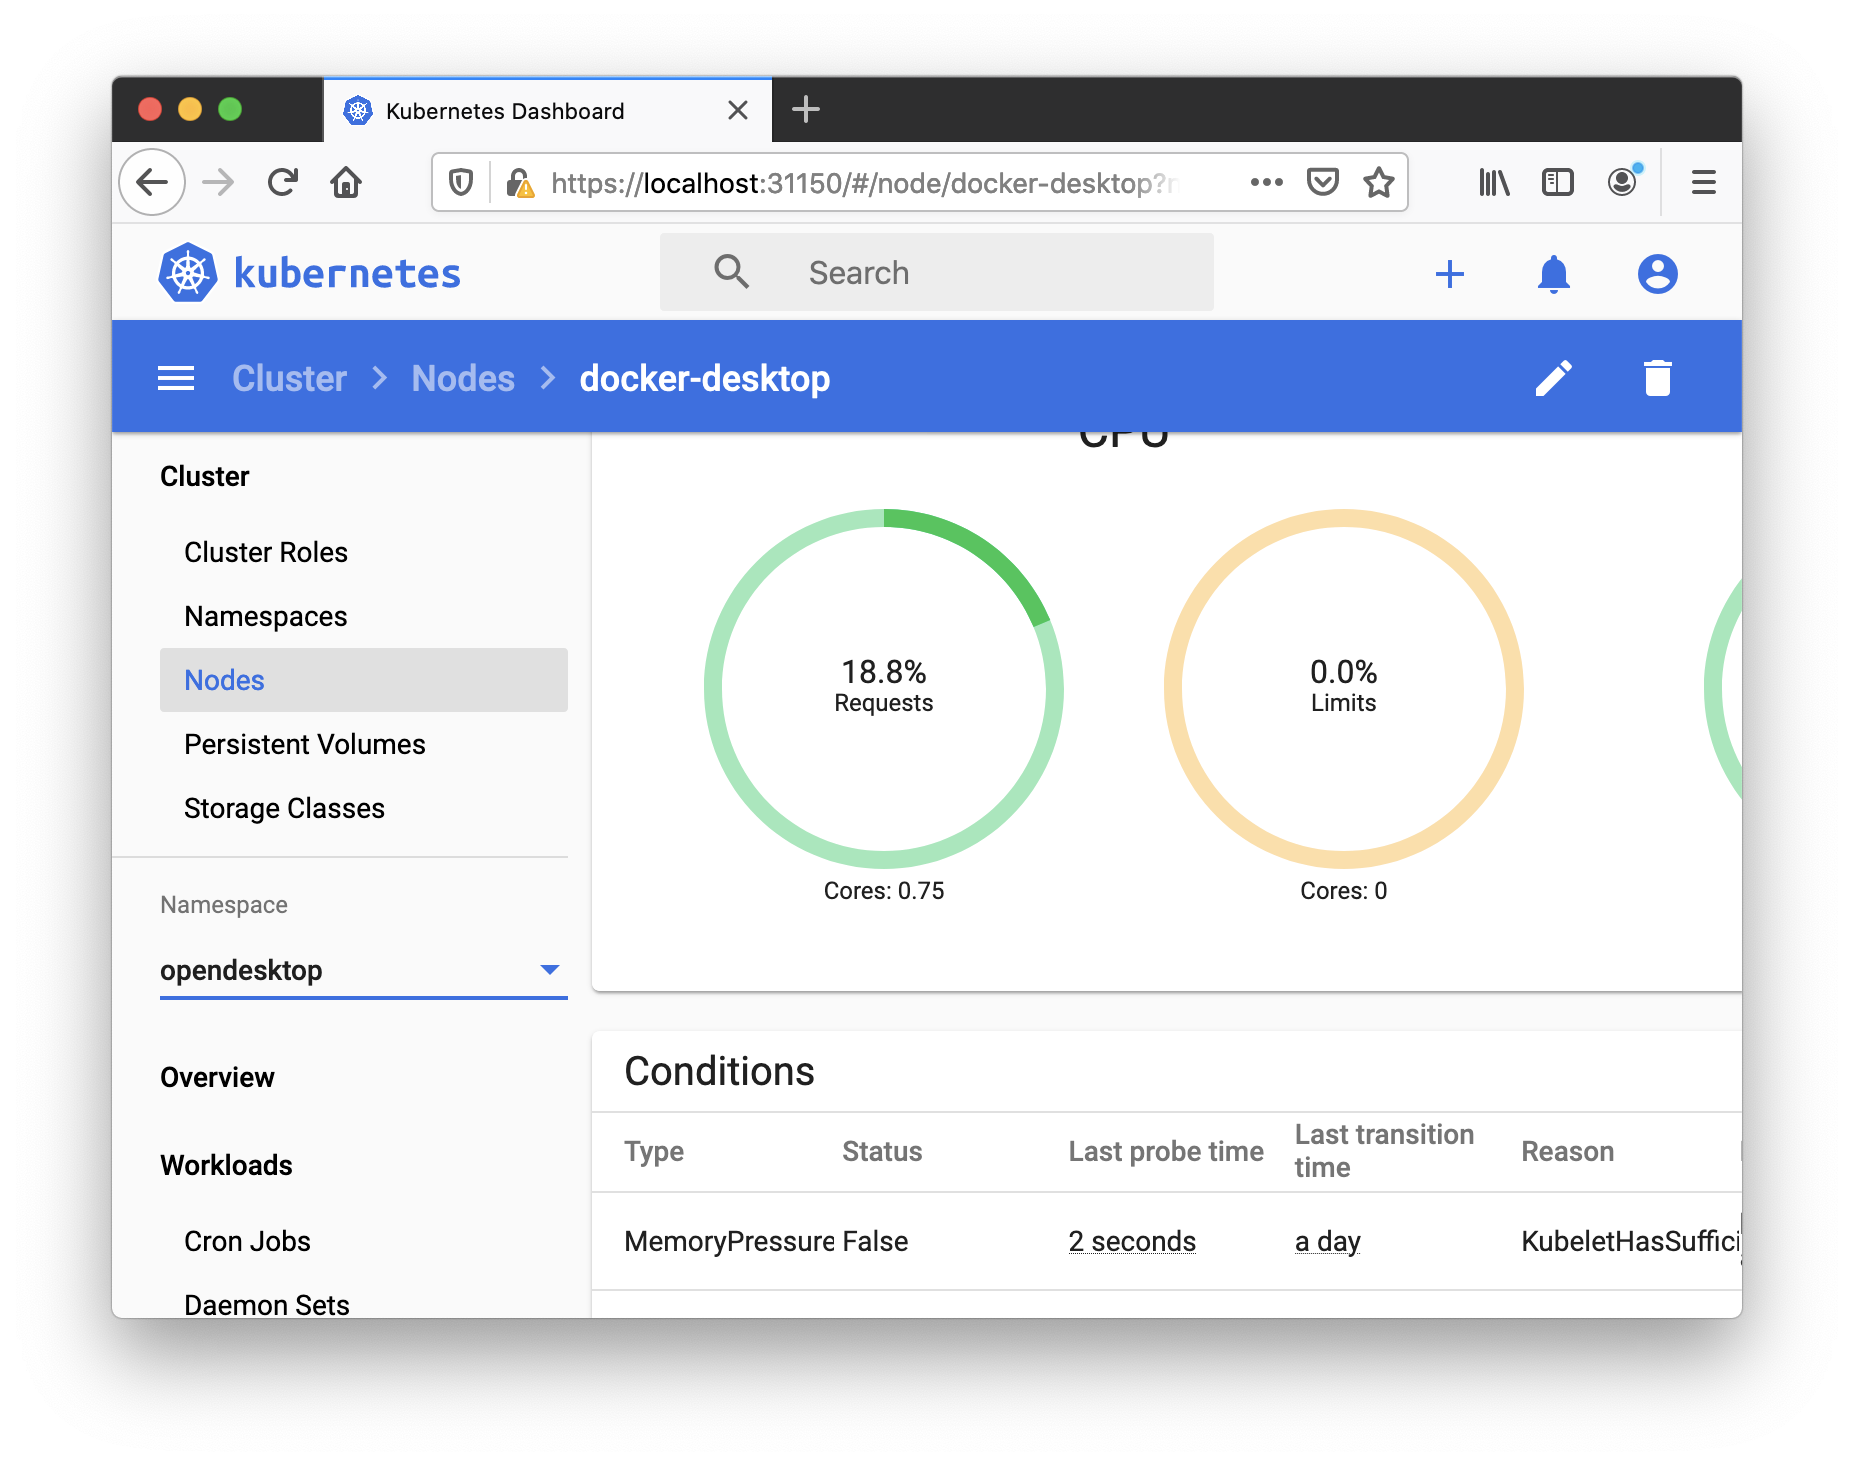 Kubernetes Dashboard
https://localhost:31150/#/node/docker-desktop?
kubernetes
Search
Cluster
Nodes
docker-desktop
Cluster
Cluster Roles
Namespaces
Nodes
Persistent Volumes
Storage Classes
Namespace
opendesktop
Overview
Workloads
Cron Jobs
Daemon Sets
CPU
18.8%
Requests
Cores: 0.75
0.0%
Limits
Cores: 0
Conditions
Type Status Last probe time Last transition time Reason
MemoryPressure False 2 seconds a day KubeletHasSuffici